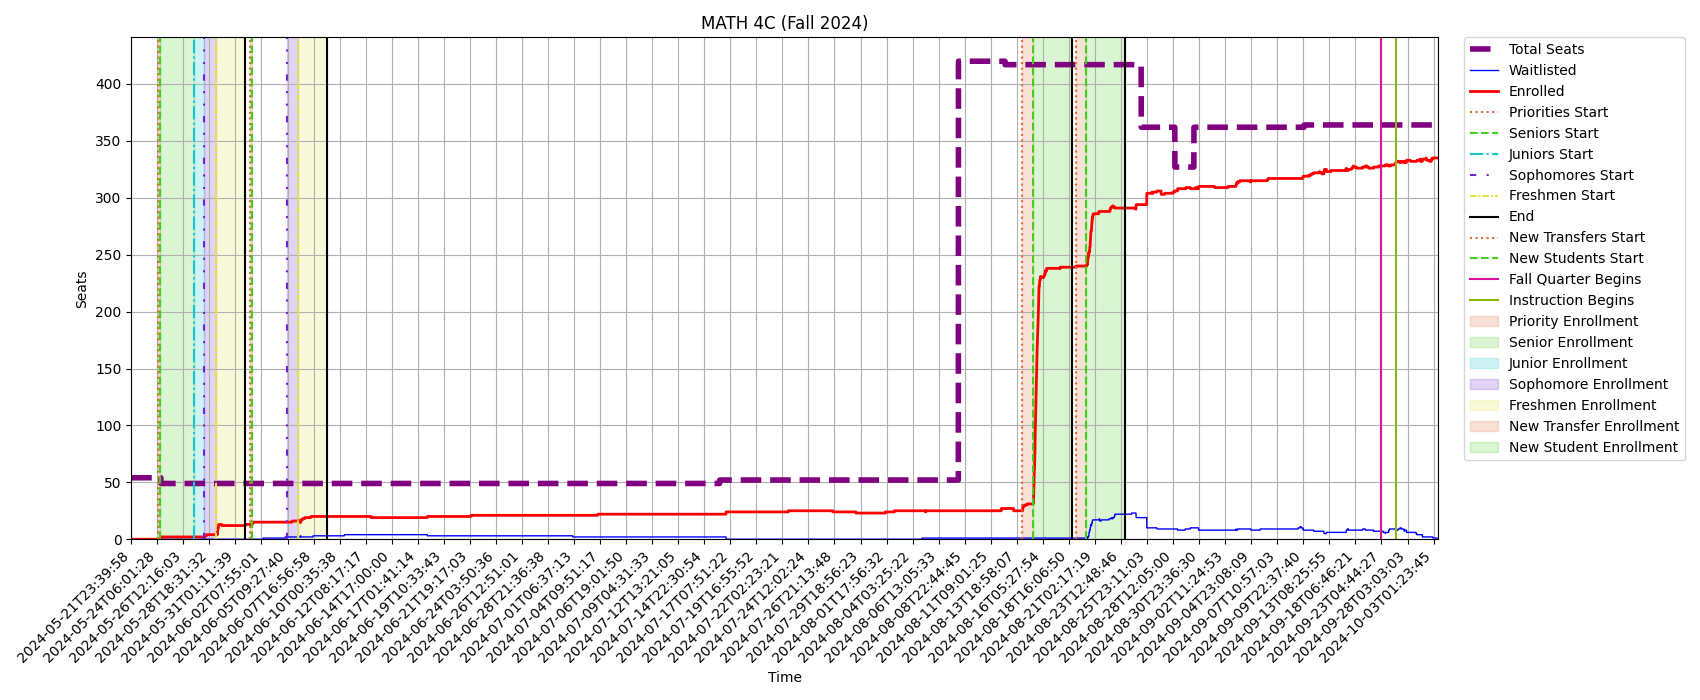 MATH 4C (Fall 2024)
Seats
400
350
300
250
200
150
100
50
0
2024-05-21T23:39:58
2024-05-24T06:01:28
2024-05-26T12:16:03
2024-05-28T18:31:32
2024-05-31T01:11:39
2024-06-02T07:55:01
2024-06-05T09:27:40
2024-06-07T16:56:58
2024-06-10T00:35:38
2024-06-12T08:17:17
2024-06-14T17:00:00
2024-06-17T01:41:14
2024-06-19T10:33:43
2024-06-21T19:17:03
2024-06-24T03:50:36
2024-06-26T12:51:01
2024-06-28T21:36:38
2024-07-01T06:37:13
2024-07-04T09:51:17
2024-07-06T19:01:50
2024-07-09T04:31:33
2024-07-12T13:21:05
2024-07-14T22:30:54
2024-07-17T07:51:22
2024-07-19T16:55:52
2024-07-22T02:23:21
2024-07-24T12:02:24
2024-07-26T21:13:48
2024-07-29T18:56:23
2024-08-01T17:56:32
2024-08-04T03:25:22
2024-08-06T13:05:33
2024-08-08T22:44:45
2024-08-11T09:01:25
2024-08-13T18:58:07
2024-08-16T05:27:54
2024-08-18T16:06:50
2024-08-21T02:17:19
2024-08-23T12:48:46
2024-08-25T23:11:03
2024-08-28T12:05:00
2024-08-30T23:36:30
2024-09-02T11:24:53
2024-09-04T23:08:09
2024-09-07T10:57:03
2024-09-09T22:37:40
2024-09-13T08:25:55
2024-09-18T06:46:21
2024-09-23T04:44:27
2024-09-28T03:03:03
2024-10-03T01:23:45
Time
Total Seats
Waitlisted
Enrolled
Priorities Start
Seniors Start
Juniors Start
Sophomores Start
Freshmen Start
End
New Transfers Start
New Students Start
Fall Quarter Begins
Instruction Begins
Priority Enrollment
Senior Enrollment
Junior Enrollment
Sophomore Enrollment
Freshmen Enrollment
New Transfer Enrollment
New Student Enrollment